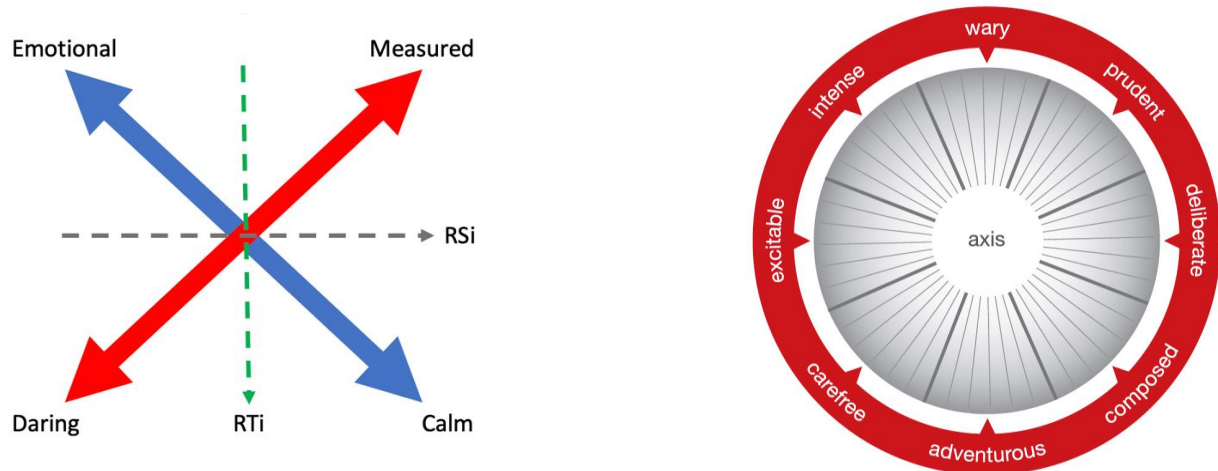 Emotional
Measured
RSi
Daring
RTi
Calm
wary
prudent
deliberate
composed
adventurous
carefree
excitable
intense
axis